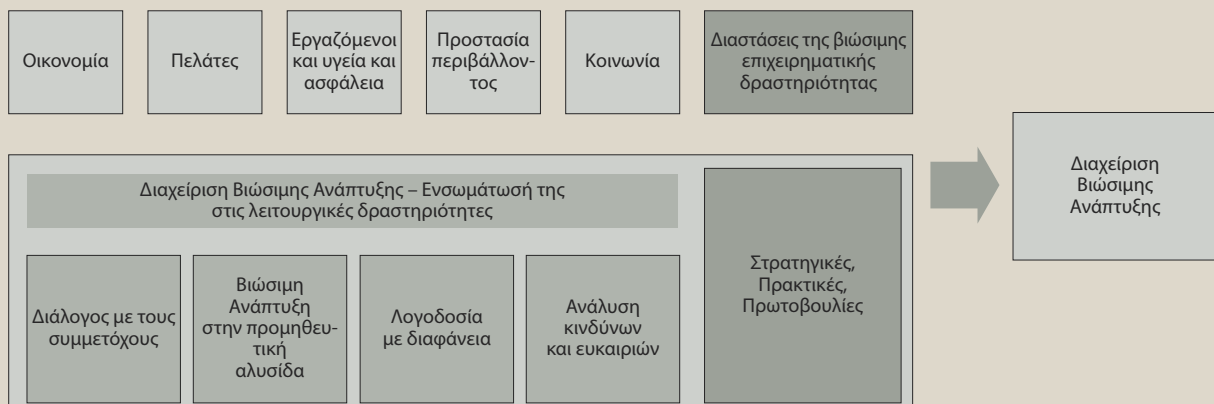 Οικονομία
Πελάτες
Εργαζόμενοι
και υγεία και
ασφάλεια
Προστασία
περιβάλλον-
τος
Κοινωνία
Διαστάσεις της βιώσιμης
επιχειρηματικής
δραστηριότητας
Διαχείριση Βιώσιμης Ανάπτυξης – Ενσωμάτωσή της
στις λειτουργικές δραστηριότητες
Διάλογος με τους
συμμετόχους
Βιώσιμη
Ανάπτυξη
στην προμηθευ-
τική
αλυσίδα
Λογοδοσία
με διαφάνεια
Ανάλυση
κινδύνων
και ευκαιριών
Στρατηγικές,
Πρακτικές,
Πρωτοβουλίες
Διαχείριση
Βιώσιμης
Ανάπτυξης